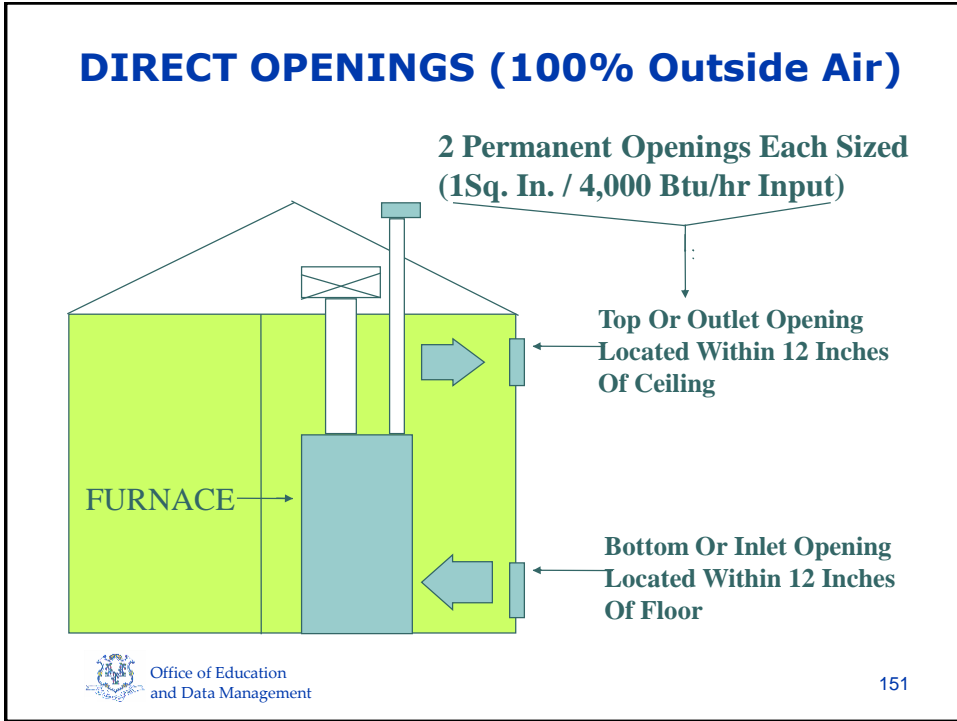 DIRECT OPENINGS (100% Outside Air)
2 Permanent Openings Each Sized
(1Sq. In. / 4,000 Btu/hr Input)
:
Top Or Outlet Opening
Located Within 12 Inches
Of Ceiling
FURNACE
Bottom Or Inlet Opening
Located Within 12 Inches
Of Floor
Office of Education
and Data Management
151